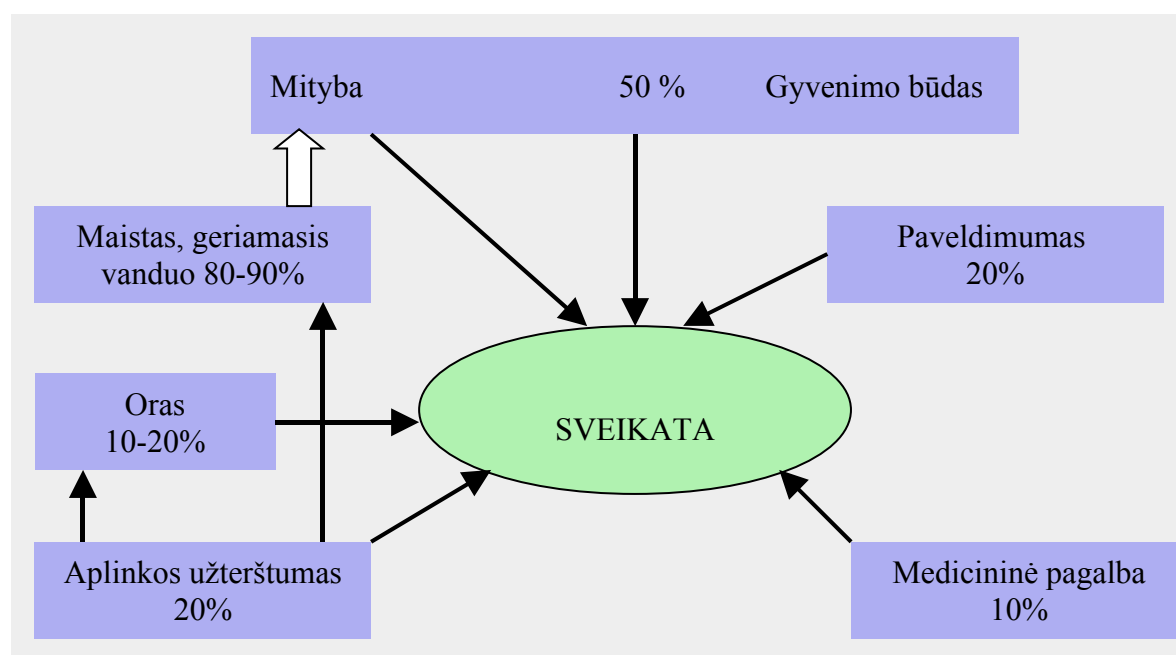 Mityba 50 % Gyvenimo būdas
Maistas, geriamasis
vanduo 80-90%
Paveldimumas
20%
Oras
10-20%
SVEIKATA
Aplinkos užterštumas
20%
Medicininė pagalba
10%